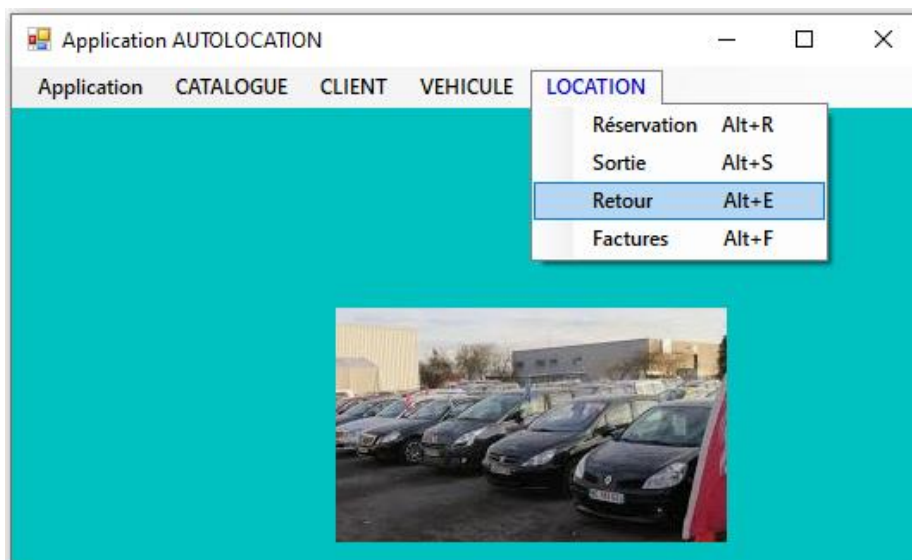 Application AUTOLOCATION
Application CATALOGUE CLIENT VEHICULE LOCATION
Réservation Alt+R
Sortie Alt+S
Retour Alt+E
Factures Alt+F